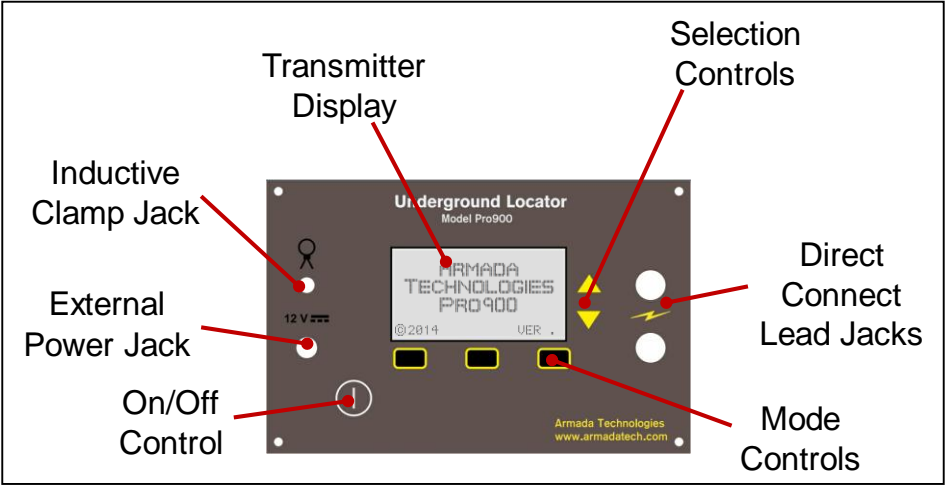 Selection
Controls
Transmitter
Display
Inductive
Clamp Jack
Underground Locator
Model Pro900
ARMADA
TECHNOLOGIES
PRO900
©2014 VER .
12 V
External
Power Jack
Direct
Connect
Lead Jacks
On/Off
Control
Armada Technologies
www.armadatech.com
Mode
Controls